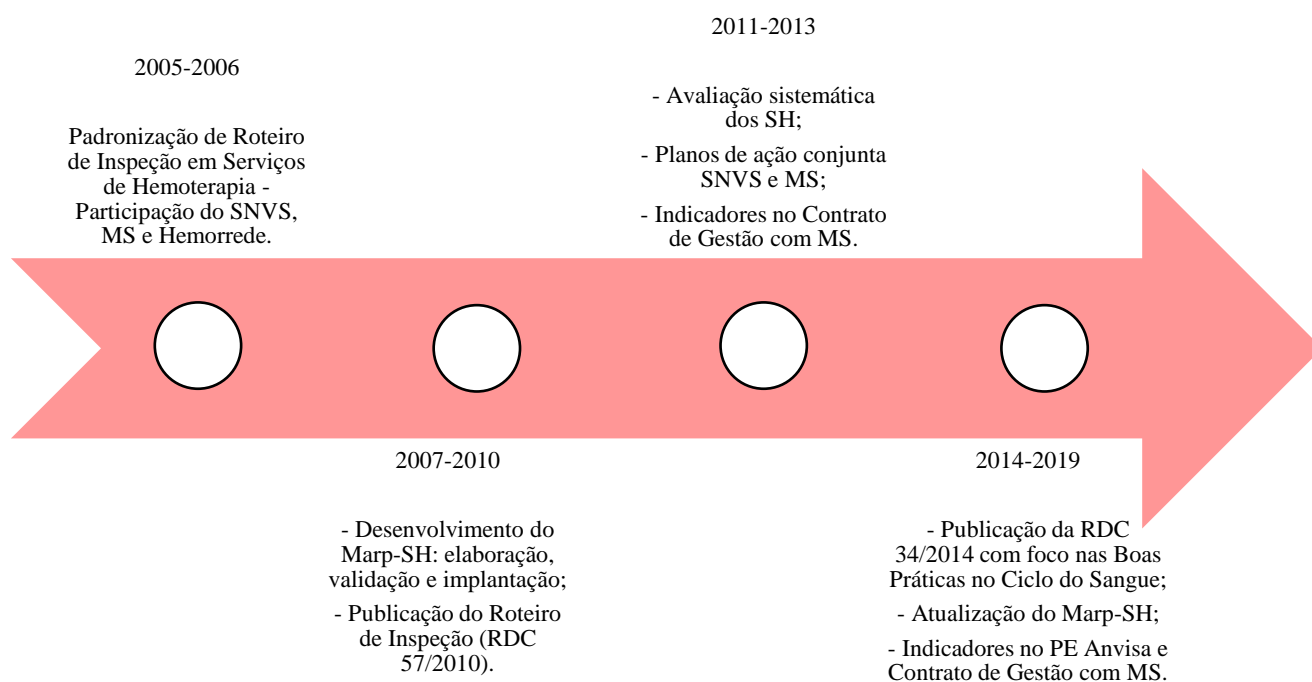 2005-2006
Padronização de Roteiro
de Inspeção em Serviços
de Hemoterapia -
Participação do SNVS,
MS e Hemorrede.
2007-2010
- Desenvolvimento do
Marp-SH: elaboração,
validação e implantação;
- Publicação do Roteiro
de Inspeção (RDC
57/2010).
2011-2013
- Avaliação sistemática
dos SH;
- Planos de ação conjunta
SNVS e MS;
- Indicadores no Contrato
de Gestão com MS.
2014-2019
- Publicação da RDC
34/2014 com foco nas Boas
Práticas no Ciclo do Sangue;
- Atualização do Marp-SH;
- Indicadores no PE Anvisa e
Contrato de Gestão com MS.